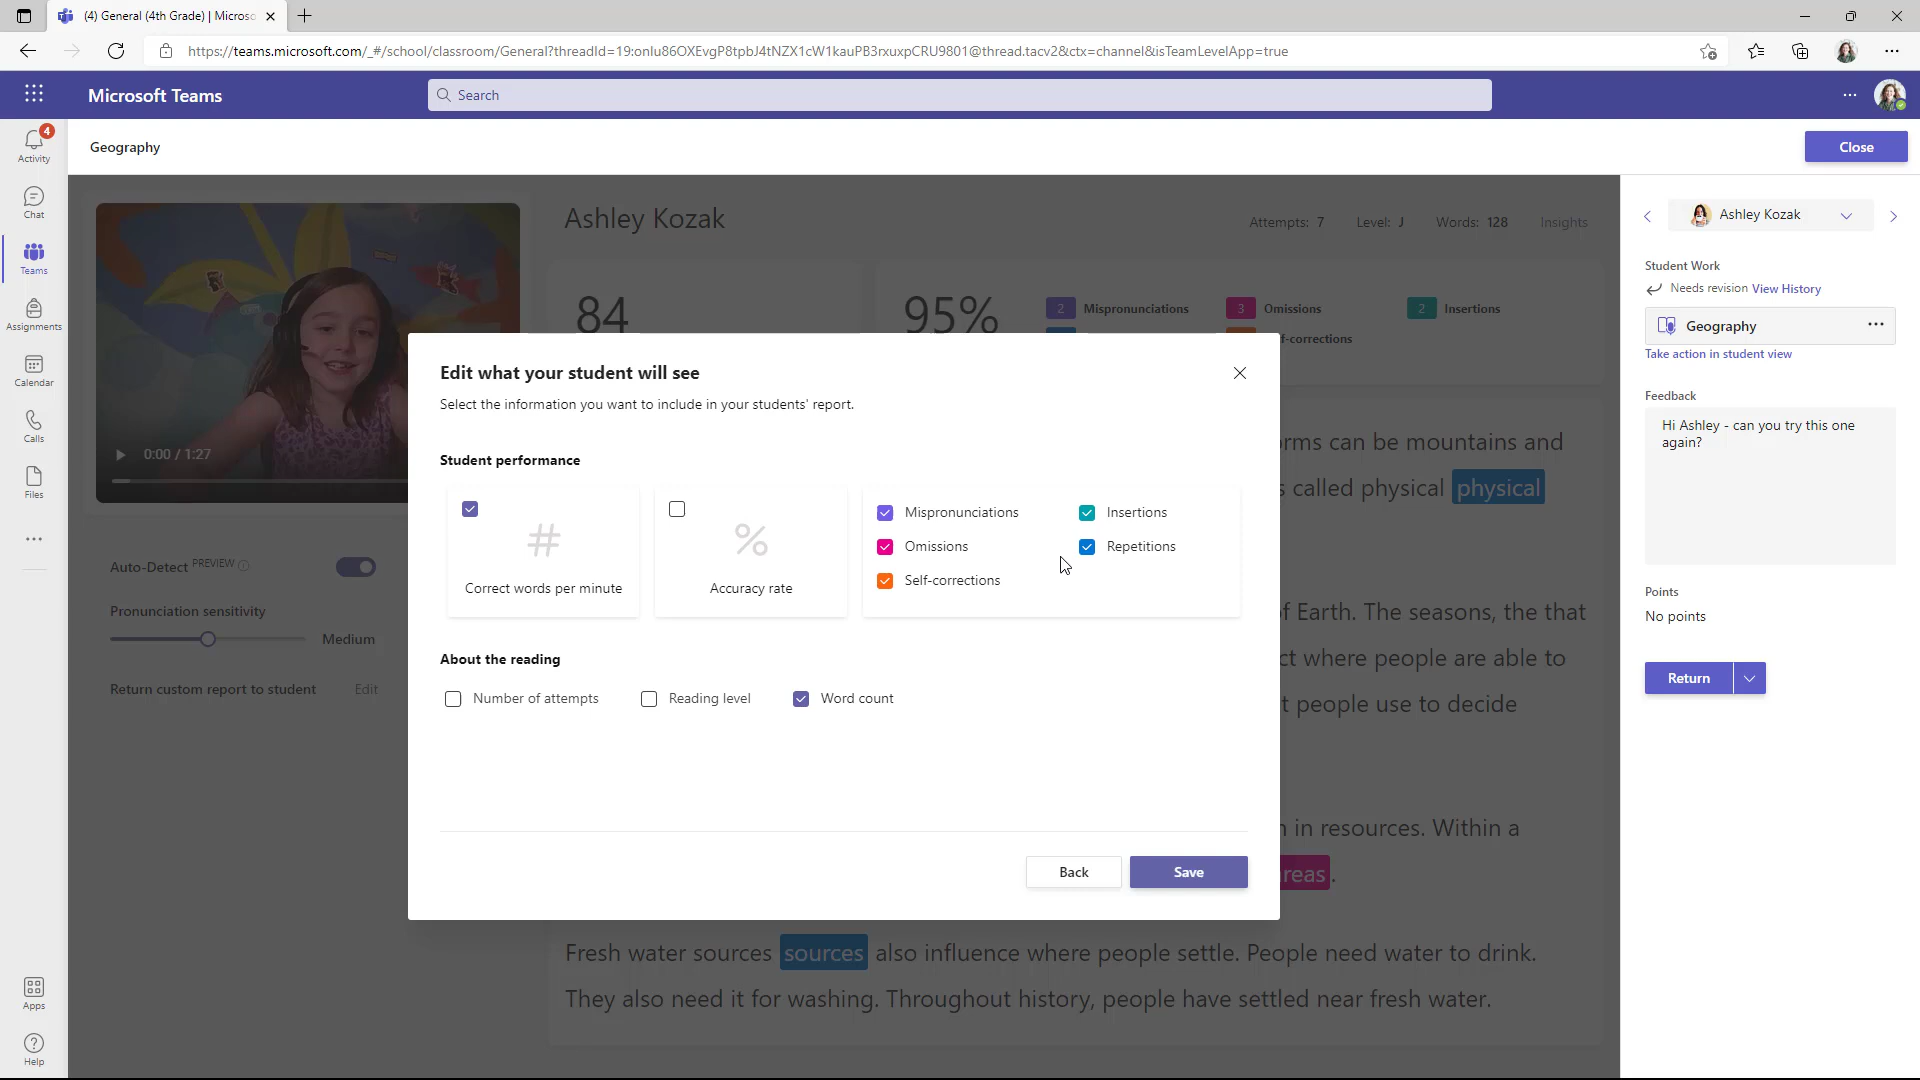 (4) General (4th Grade) | Microso
https://teams.microsoft.com/_#/school/classroom/General?threadId=19:onlu86OXEvgP8tpbJ4tNZX1cW1kauPB3rxuxpCRU9801@thread.tacv2&ctx=channel&isTeamLevelApp=true
Microsoft Teams
Search
4
Activity
Chat
Teams
Assignments
Calendar
Calls
Files
Apps
Help
Geography
Close
0:00 / 1:27
Auto-Detect PREVIEW
Pronunciation sensitivity
Medium
Return custom report to student Edit
Ashley Kozak
Attempts: 7 Level: J Words: 128 Insights
84
95%
2 Mispronunciations 3 Omissions 2 Insertions
f-corrections
Edit what your student will see
Select the information you want to include in your students' report.
Student performance
#
Correct words per minute
%
Accuracy rate
Mispronunciations Insertions
Omissions Repetitions
Self-corrections
About the reading
Number of attempts Reading level Word count
Back Save
rms can be mountains and
s called physical physical
f Earth. The seasons, the that
ct where people are able to
t people use to decide
n in resources. Within a
reas.
Fresh water sources sources also influence where people settle. People need water to drink.
They also need it for washing. Throughout history, people have settled near fresh water.
Ashley Kozak
Student Work
Needs revision View History
Geography
Take action in student view
Feedback
Hi Ashley - can you try this one
again?
Points
No points
Return